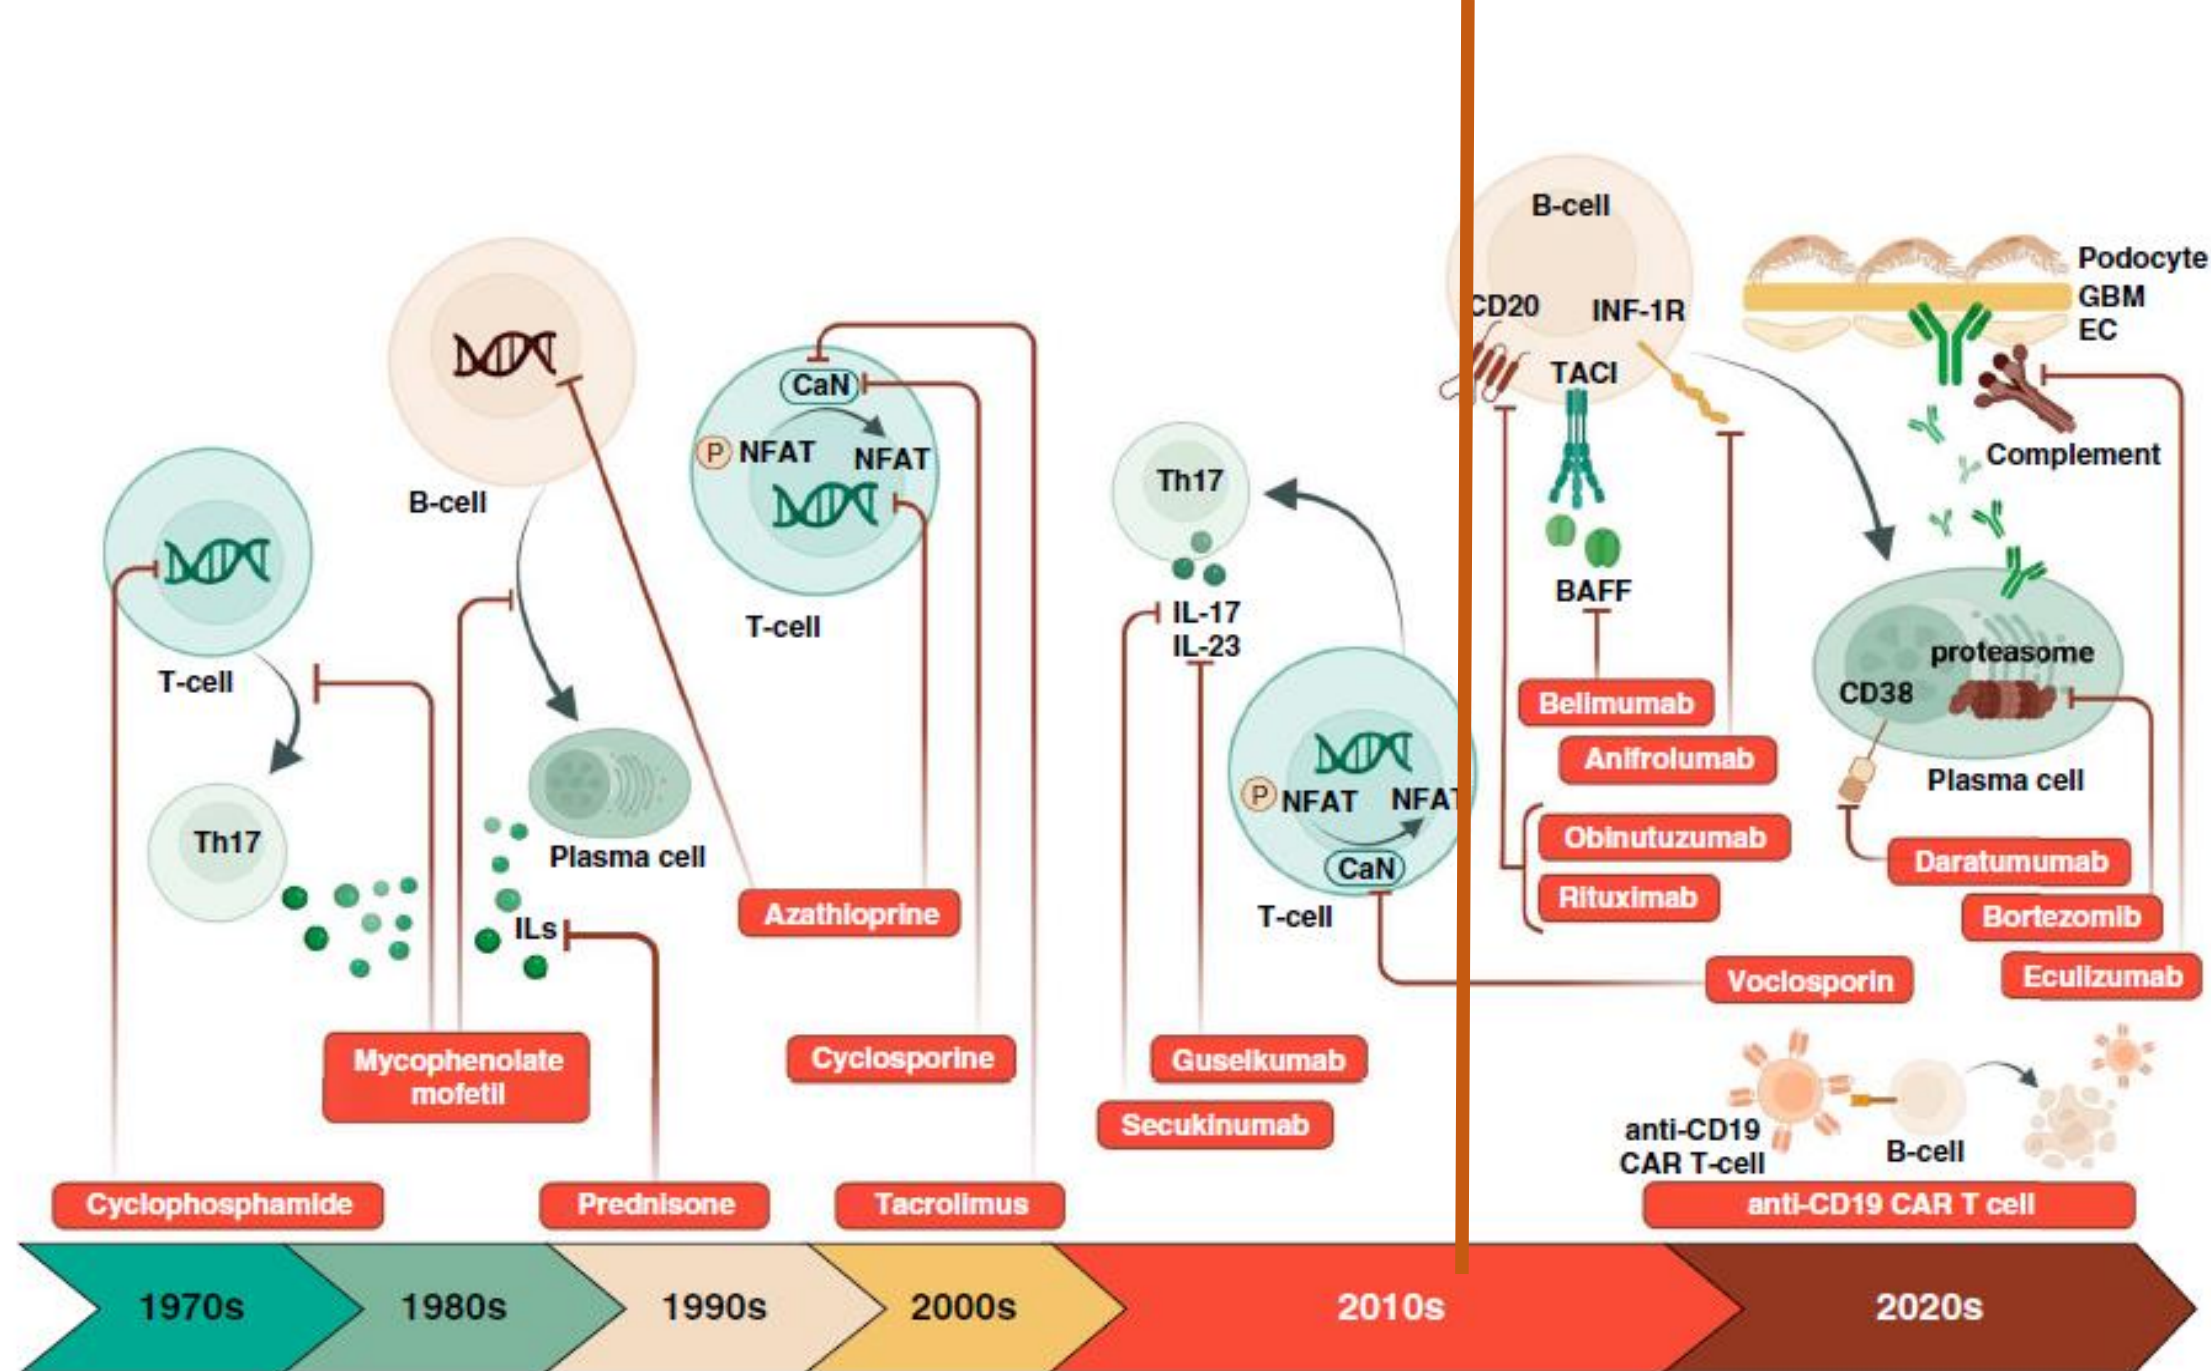 B-cell
CD20
INF-1R
TACI
BAFF
Podocyte
GBM
EC
Complement
proteasome
CD38
Plasma cell
B-cell
CaN
P
NFAT
NFAT
T-cell
T-cell
Th17
Plasma cell
ILs
Th17
IL-17
IL-23
P
NFAT
NFAT
CaN
T-cell
Belimumab
Anifrolumab
Obinutuzumab
Rituximab
Daratumumab
Bortezomib
Eculizumab
Voclosporin
Azathioprine
Mycophenolate
mofetil
Cyclosporine
Guselkumab
Secukinumab
anti-CD19
CAR T-cell
B-cell
Cyclophosphamide
Prednisone
Tacrolimus
anti-CD19 CAR T cell
1970s
1980s
1990s
2000s
2010s
2020s